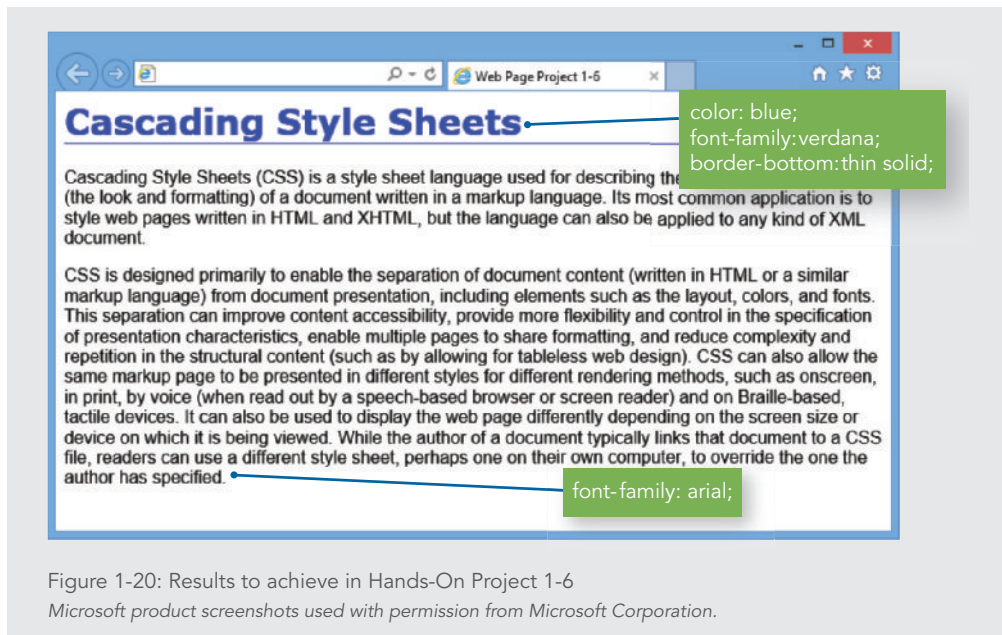 Web Page Project 1-6
Cascading Style Sheets
color: blue;
font-family:verdana;
border-bottom:thin solid;
Cascading Style Sheets (CSS) is a style sheet language used for describing the
(the look and formatting) of a document written in a markup language. Its most common application is to
style web pages written in HTML and XHTML, but the language can also be applied to any kind of XML
document.
CSS is designed primarily to enable the separation of document content (written in HTML or a similar
markup language) from document presentation, including elements such as the layout, colors, and fonts.
This separation can improve content accessibility, provide more flexibility and control in the specification
of presentation characteristics, enable multiple pages to share formatting, and reduce complexity and
repetition in the structural content (such as by allowing for tableless web design). CSS can also allow the
same markup page to be presented in different styles for different rendering methods, such as onscreen,
in print, by voice (when read out by a speech-based browser or screen reader) and on Braille-based,
tactile devices. It can also be used to display the web page differently depending on the screen size or
device on which it is being viewed. While the author of a document typically links that document to a CSS
file, readers can use a different style sheet, perhaps one on their own computer, to override the one the
author has specified.
font-family: arial;
Figure 1-20: Results to achieve in Hands-On Project 1-6
Microsoft product screenshots used with permission from Microsoft Corporation.